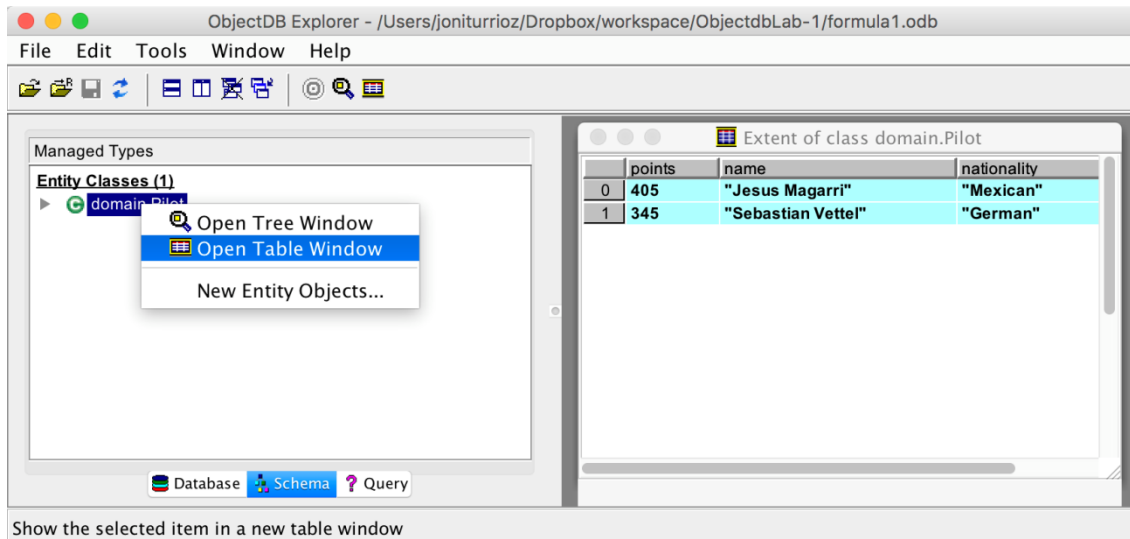 ObjectDB Explorer - /Users/joniturrioz/Dropbox/workspace/ObjectdbLab-1/formula1.odb
File Edit Tools Window Help
Managed Types
Entity Classes (1)
C domain.Pilot
Open Tree Window
Open Table Window
New Entity Objects...
Database Schema ? Query
Extent of class domain.Pilot
points name nationality
0 405 "Jesus Magarri" "Mexican"
1 345 "Sebastian Vettel" "German"
Show the selected item in a new table window